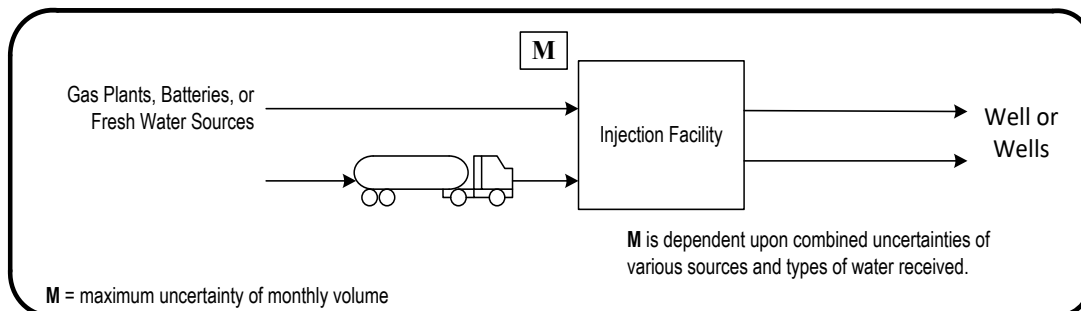 M
Gas Plants, Batteries, or
Fresh Water Sources
Injection Facility
Well or
Wells
M is dependent upon combined uncertainties of
various sources and types of water received.
M = maximum uncertainty of monthly volume